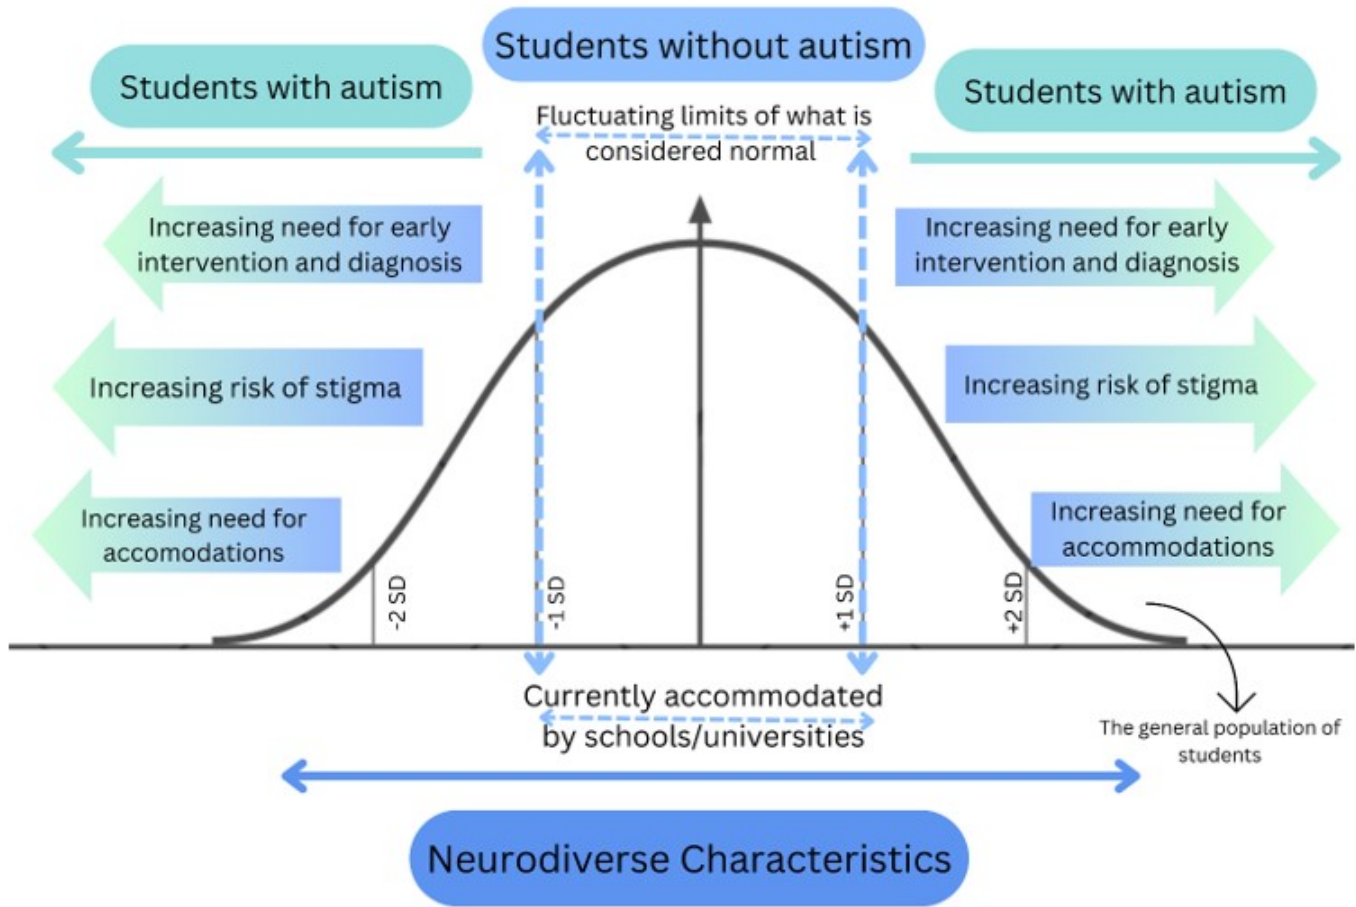 Students without autism
Students with autism
Students with autism
Fluctuating limits of what is
considered normal
Increasing need for early
intervention and diagnosis
Increasing need for early
intervention and diagnosis
Increasing risk of stigma
Increasing risk of stigma
Increasing need for
accomodations
Increasing need for
accommodations
-2 SD
-1 SD
+1 SD
+2 SD
Currently accommodated
by schools/universities
The general population of
students
Neurodiverse Characteristics